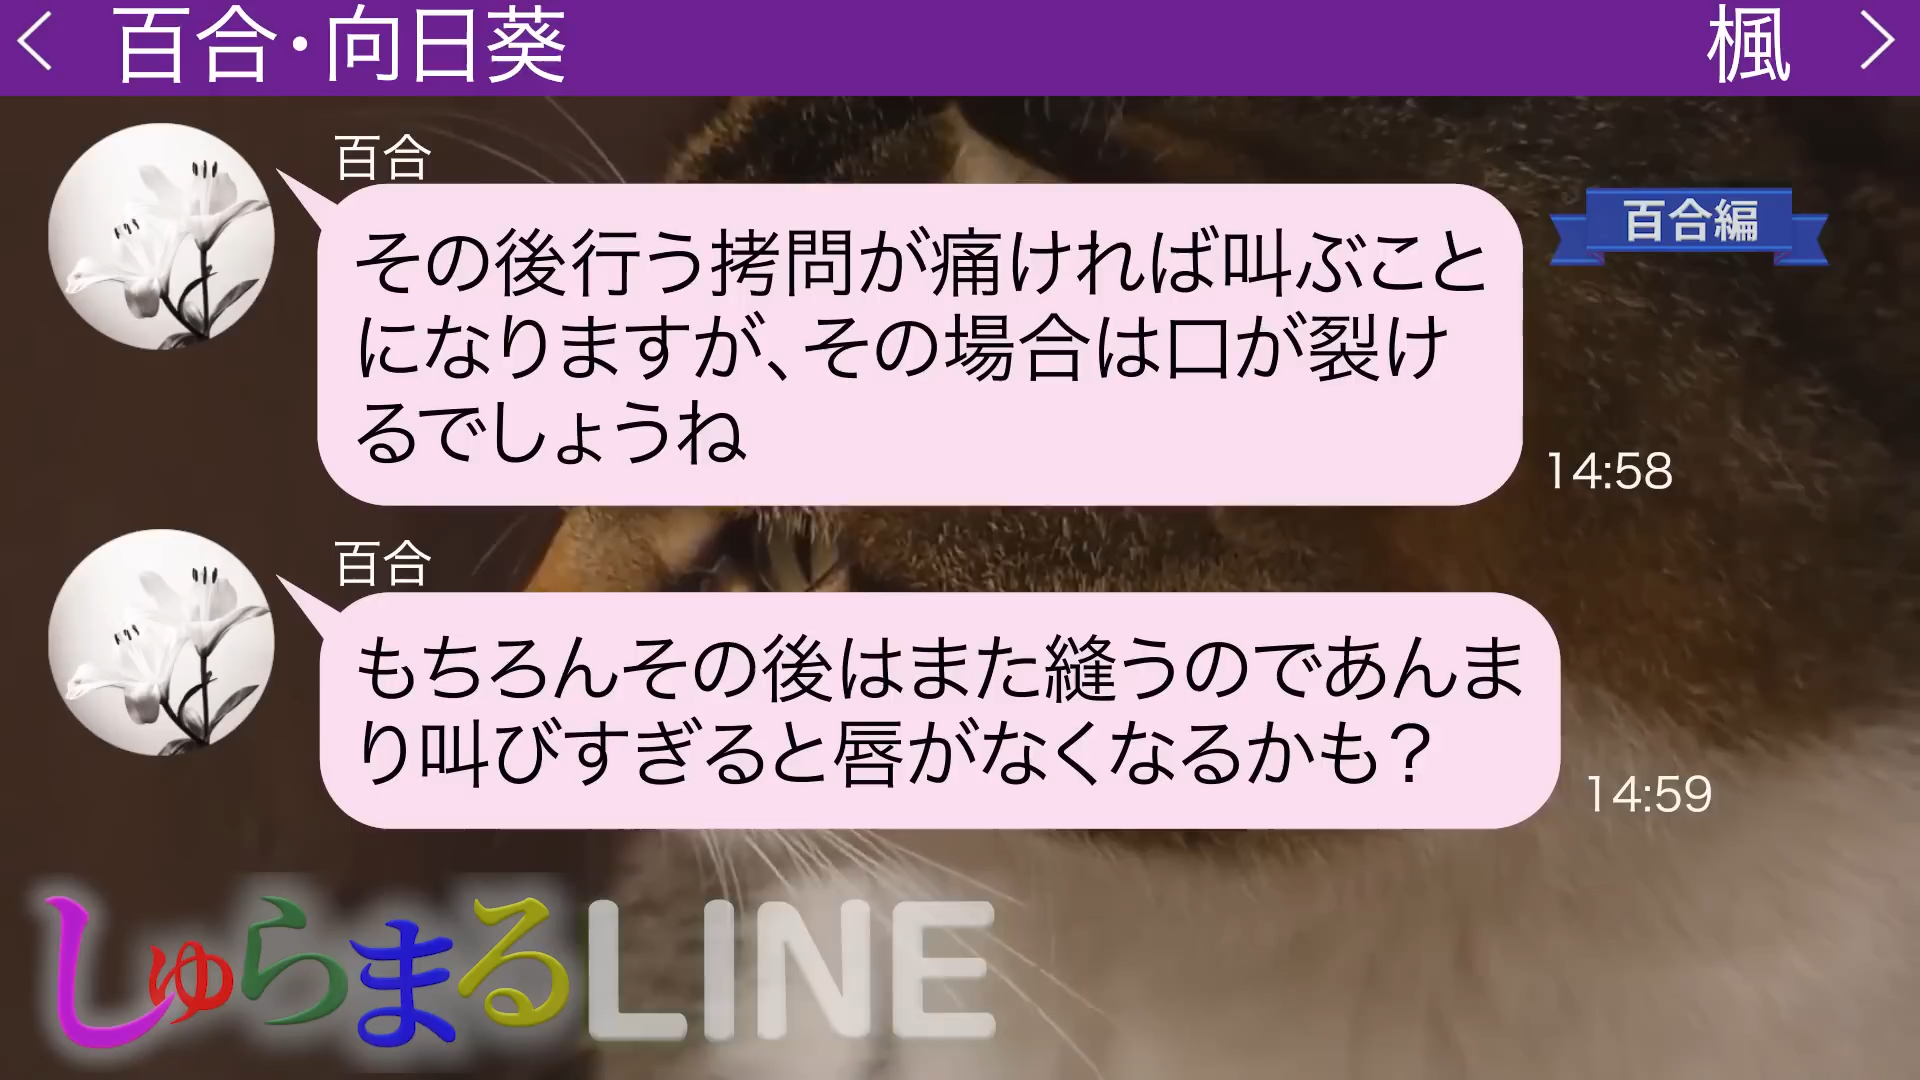 百合・向日葵
楓
百合
百合編
その後行う拷問が痛ければ叫ぶこと
になりますが、その場合は口が裂け
るでしょうね
14:58
百合
もちろんその後はまた縫うのであんま
り叫びすぎると唇がなくなるかも？
14:59
しゅらまるLINE